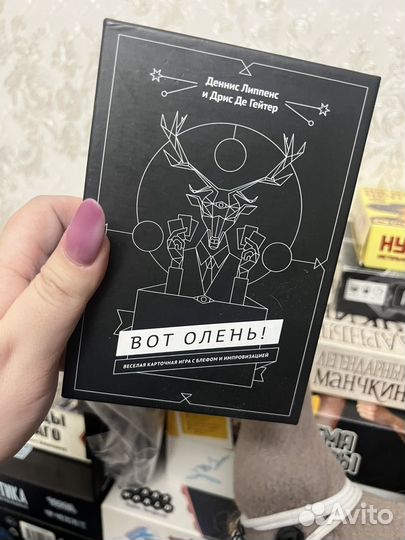 Деннис Липпенс
и Дрис Де Гейтер
ВОТ ОЛЕНЬ!
ВЕСЕЛАЯ КАРТОЧНАЯ ИГРА С БЛЕФОМ И ИМПРОВИЗАЦИЕЙ
ЛЕГЕНДАРНЫЙ
МАНЧКИН
Avito